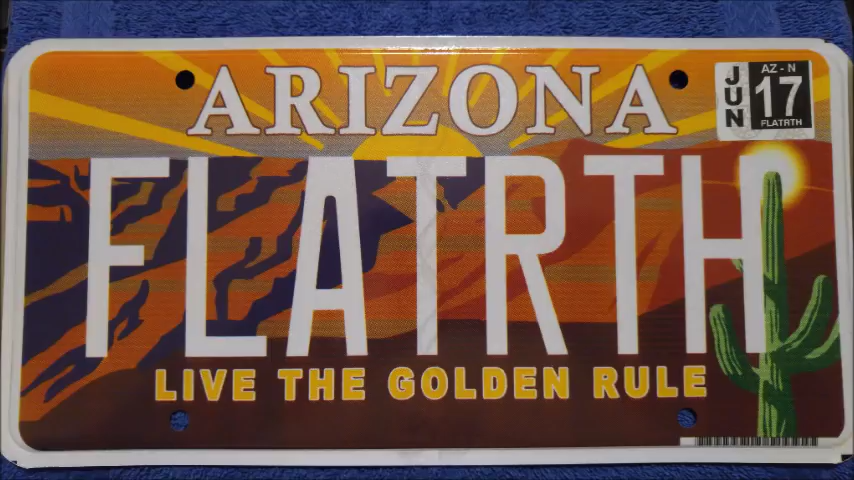 ARIZONA
JUN
AZ - N
17
FLATRTH
FLATRTH
LIVE THE GOLDEN RULE